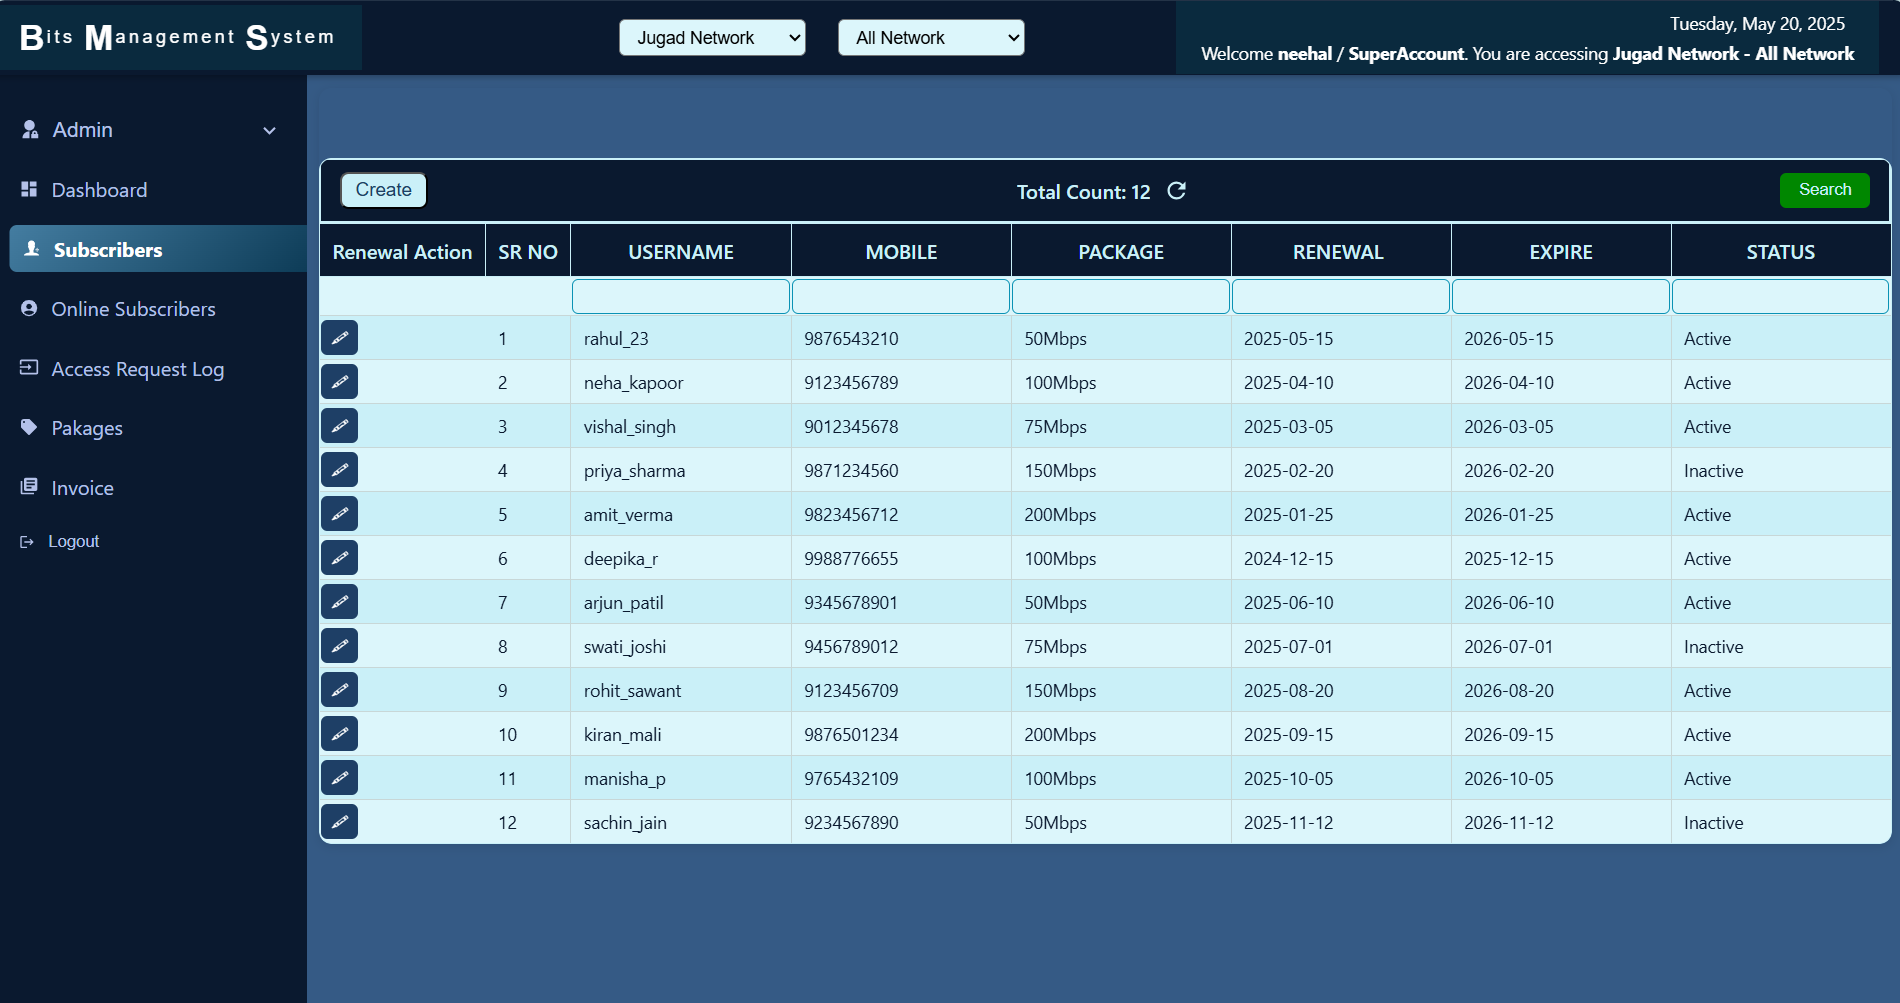 Bits Management System
Jugad Network
All Network
Tuesday, May 20, 2025
Welcome neehal / SuperAccount. You are accessing Jugad Network - All Network
Admin
Dashboard
Subscribers
Online Subscribers
Access Request Log
Pakages
Invoice
Logout
Create
Total Count: 12
Search
Renewal Action SR NO USERNAME MOBILE PACKAGE RENEWAL EXPIRE STATUS
1 rahul_23 9876543210 50Mbps 2025-05-15 2026-05-15 Active
2 neha_kapoor 9123456789 100Mbps 2025-04-10 2026-04-10 Active
3 vishal_singh 9012345678 75Mbps 2025-03-05 2026-03-05 Active
4 priya_sharma 9871234560 150Mbps 2025-02-20 2026-02-20 Inactive
5 amit_verma 9823456712 200Mbps 2025-01-25 2026-01-25 Active
6 deepika_r 9988776655 100Mbps 2024-12-15 2025-12-15 Active
7 arjun_patil 9345678901 50Mbps 2025-06-10 2026-06-10 Active
8 swati_joshi 9456789012 75Mbps 2025-07-01 2026-07-01 Inactive
9 rohit_sawant 9123456709 150Mbps 2025-08-20 2026-08-20 Active
10 kiran_mali 9876501234 200Mbps 2025-09-15 2026-09-15 Active
11 manisha_p 9765432109 100Mbps 2025-10-05 2026-10-05 Active
12 sachin_jain 9234567890 50Mbps 2025-11-12 2026-11-12 Inactive